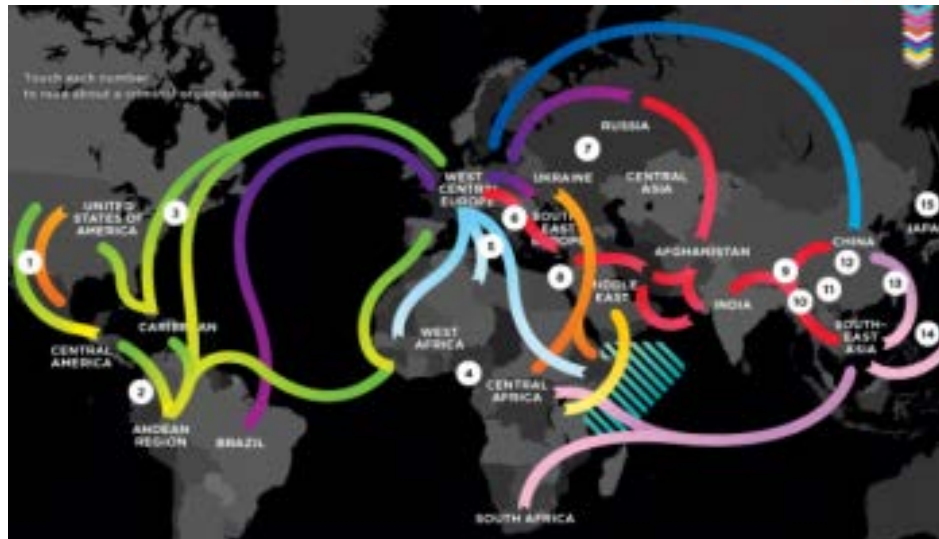 Touch each number
to read about a criminal organization.
RUSSIA
7
WEST
CENTRAL
EUROPE
UKRAINE
CENTRAL
ASIA
UNITED
STATES OF
AMERICA
3
6
SOUTH
EAST
EUROPE
15
JAPA
5
AFGHANISTAN
CHINA
12
1
8
MIDDLE
EAST
9
11
13
10
INDIA
CARIBBEAN
WEST
AFRICA
SOUTH-
EAST
ASIA
14
CENTRAL
AMERICA
4
CENTRAL
AFRICA
2
ANDEAN
REGION
BRAZIL
SOUTH AFRICA